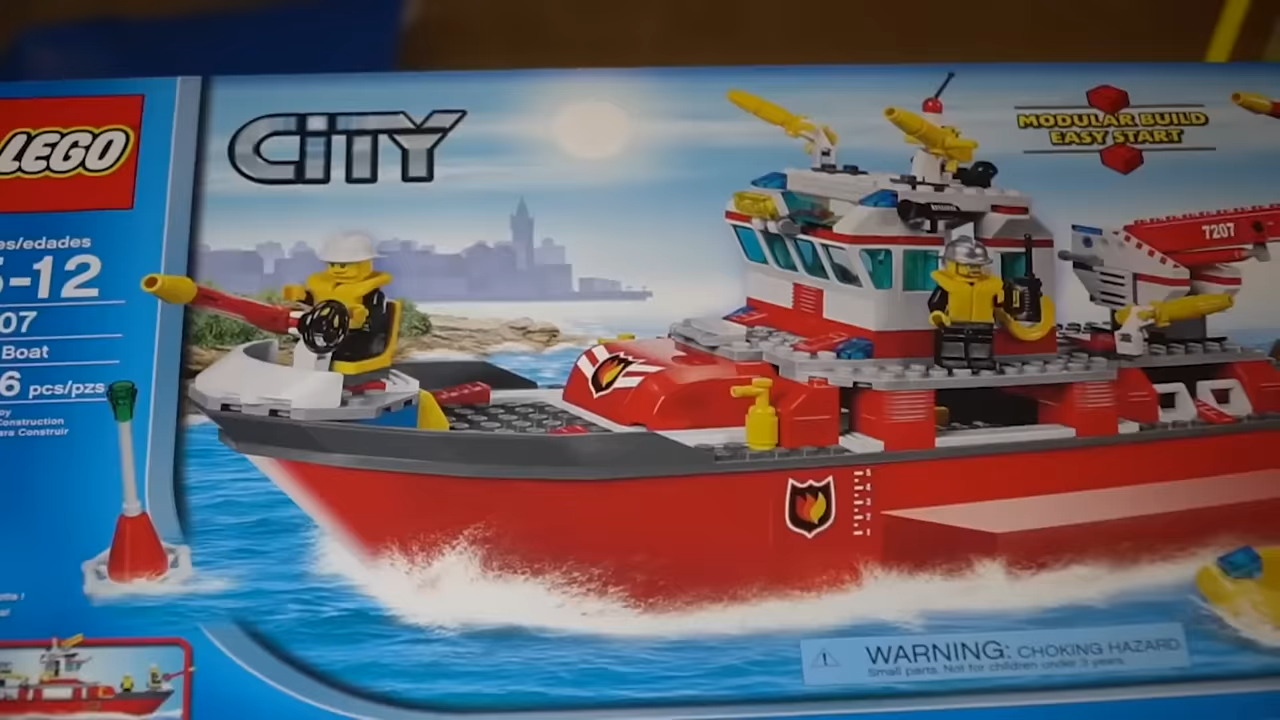 LEGO
CITY
MODULAR BUILD
EASY START
es/edades
5-12
07
Boat
6 pcs/pzs
7207
by
Construction
ara Construir
WARNING: CHOKING HAZARD
Small parts. Not for children under 3 years.